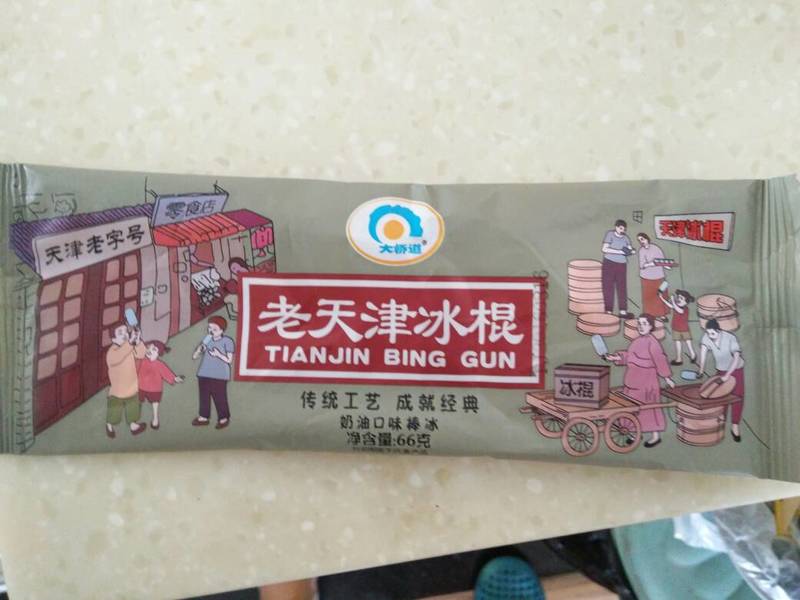 零食店
天津老字号
大桥道
天津冰棍
老天津冰棍
TIANJIN BING GUN
传统工艺 成就经典
冰棍
奶油口味棒冰
净含量:66克